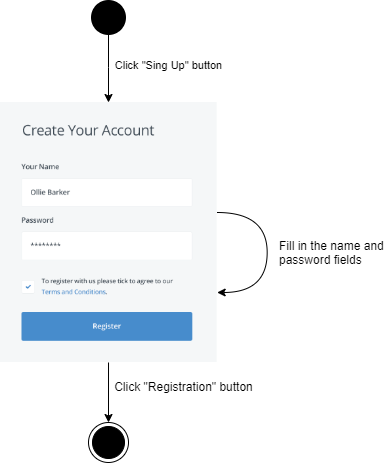 Click "Sing Up" button
Create Your Account
Your Name
Ollie Barker
Password
********
Fill in the name and
password fields
To register with us please tick to agree to our
Terms and Conditions.
Register
Click "Registration" button